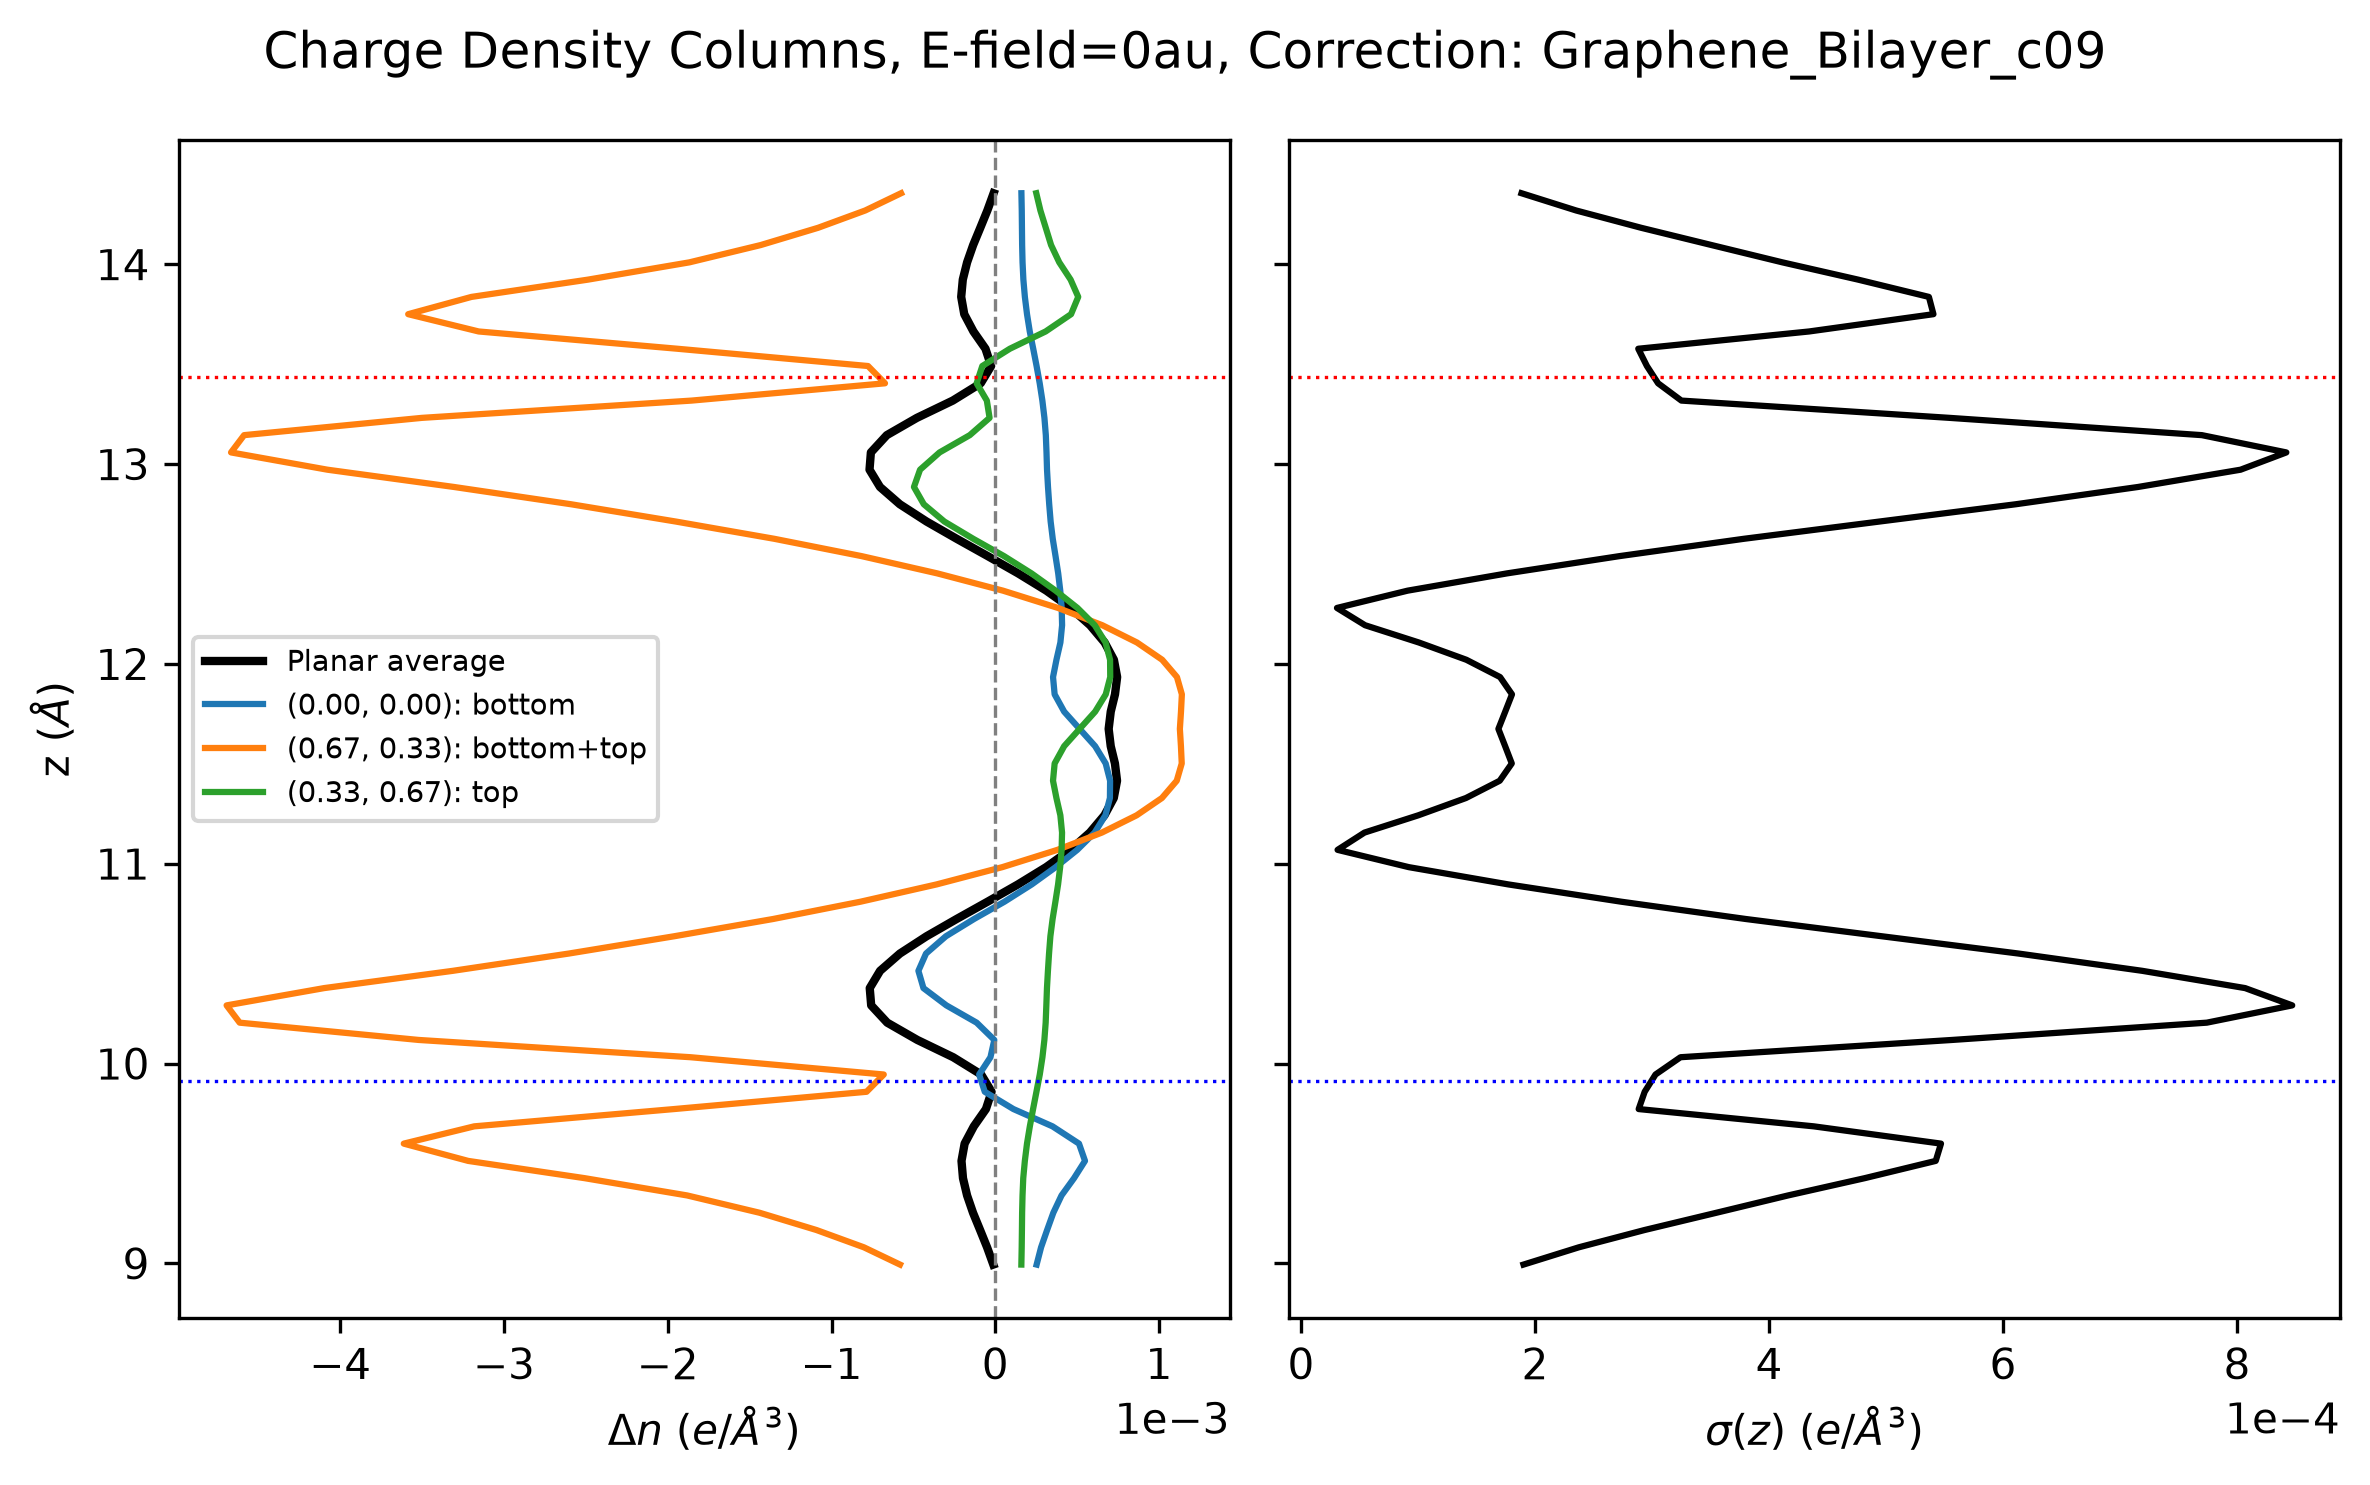 Charge Density Columns, E-field=0au, Correction: Graphene_Bilayer_c09
z (Å)
14
13
12
11
10
9
Planar average
(0.00, 0.00): bottom
(0.67, 0.33): bottom+top
(0.33, 0.67): top
−4 −3 −2 −1 0 1
1e−3
Δn (e/Å³)
0 2 4 6 8
1e−4
σ(z) (e/Å³)